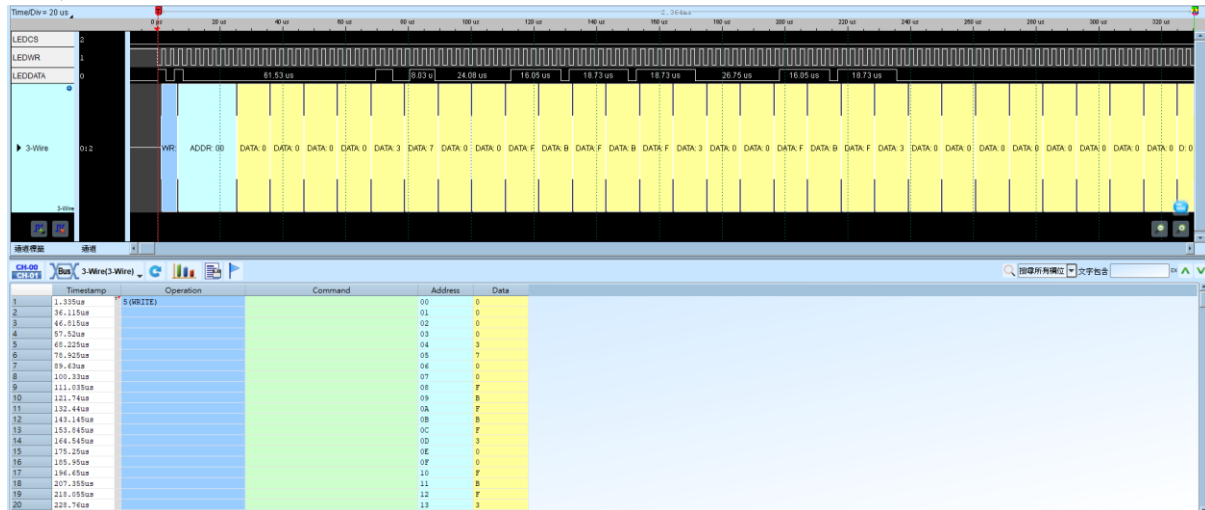 Time/Div = 20 us
0 ps 20 us 40 us 60 us 80 us 100 us 120 us 140 us 160 us 180 us 200 us 220 us 240 us 260 us 280 us 300 us 320 us
2.364ms
LEDCS 2
LEDWR 1
LEDDATA 0 61.53 us 8.03 u 24.08 us 16.05 us 18.73 us 18.73 us 26.75 us 16.05 us 18.73 us
3-Wire 0:2 WR: ADDR: 00 DATA: 0 DATA: 0 DATA: 0 DATA: 0 DATA: 3 DATA: 7 DATA: 0 DATA: 0 DATA: F DATA: B DATA: F DATA: B DATA: F DATA: 3 DATA: 0 DATA: 0 DATA: F DATA: B DATA: F DATA: 3 DATA: 0 DATA: 0 DATA: 0 DATA: 0 DATA: 0 DATA: 0 DATA: 0 DATA: 0 D: 0
3-Wire
通道標籤 通道
CH-00 CH-01 Bus 3-Wire(3-Wire) 搜尋所有欄位 文字包含
Timestamp Operation Command Address Data
1 1.335us 5(WRITE) 00 0
2 36.115us 01 0
3 46.815us 02 0
4 57.52us 03 0
5 68.225us 04 3
6 78.925us 05 7
7 89.63us 06 0
8 100.33us 07 0
9 111.035us 08 F
10 121.74us 09 B
11 132.44us 0A F
12 143.145us 0B B
13 153.845us 0C F
14 164.545us 0D 3
15 175.25us 0E 0
16 185.95us 0F 0
17 196.65us 10 F
18 207.355us 11 B
19 218.055us 12 F
20 228.76us 13 3